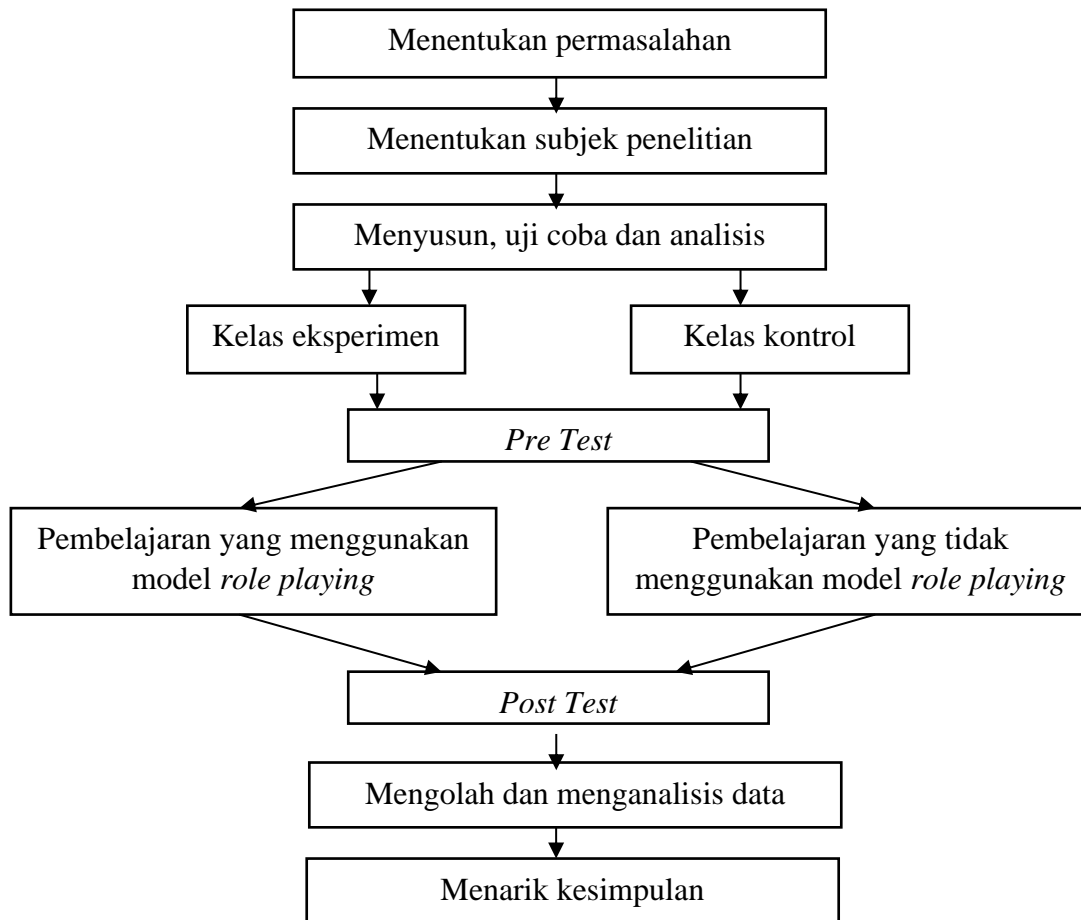 Menentukan permasalahan
Menentukan subjek penelitian
Menyusun, uji coba dan analisis
Kelas eksperimen
Kelas kontrol
Pre Test
Pembelajaran yang menggunakan
model role playing
Pembelajaran yang tidak
menggunakan model role playing
Post Test
Mengolah dan menganalisis data
Menarik kesimpulan